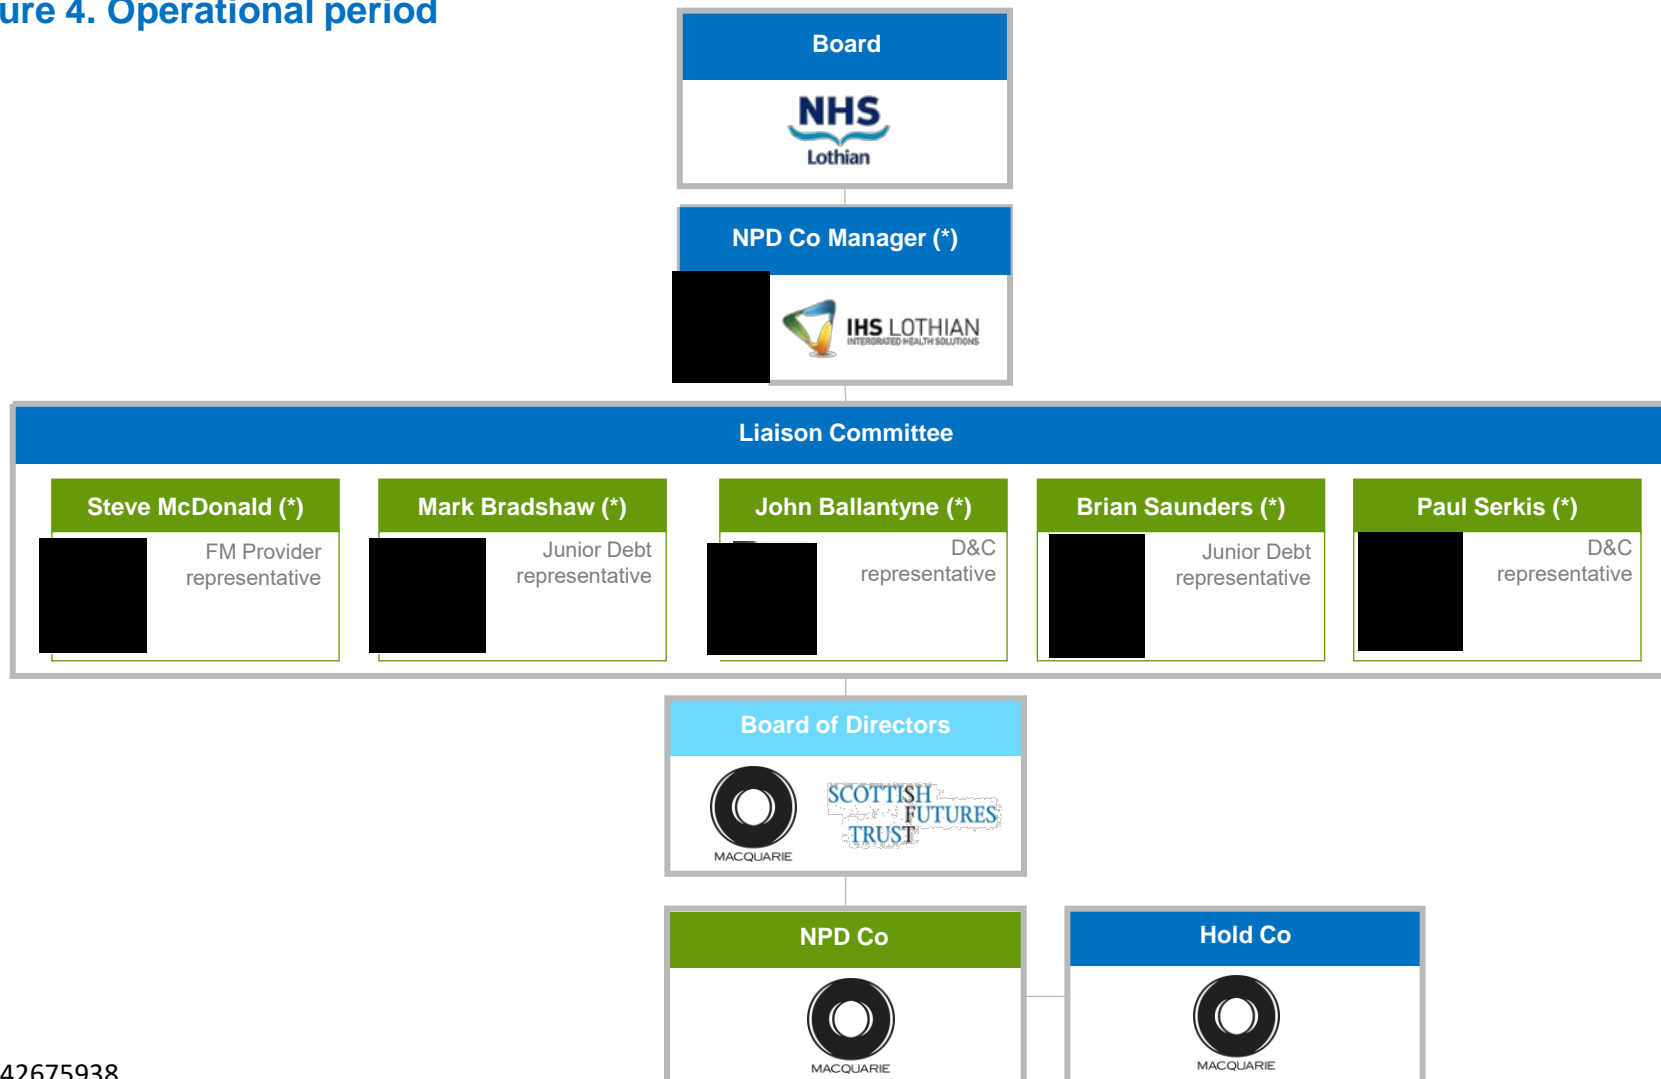 ure 4. Operational period
Board
NHS
Lothian
NPD Co Manager (*)
IHS LOTHIAN
INTERGRATED HEALTH SOLUTIONS
Liaison Committee
Steve McDonald (*)
FM Provider
representative
Mark Bradshaw (*)
Junior Debt
representative
John Ballantyne (*)
D&C
representative
Brian Saunders (*)
Junior Debt
representative
Paul Serkis (*)
D&C
representative
Board of Directors
MACQUARIE
SCOTTISH
FUTURES
TRUST
NPD Co
MACQUARIE
Hold Co
MACQUARIE
42675938